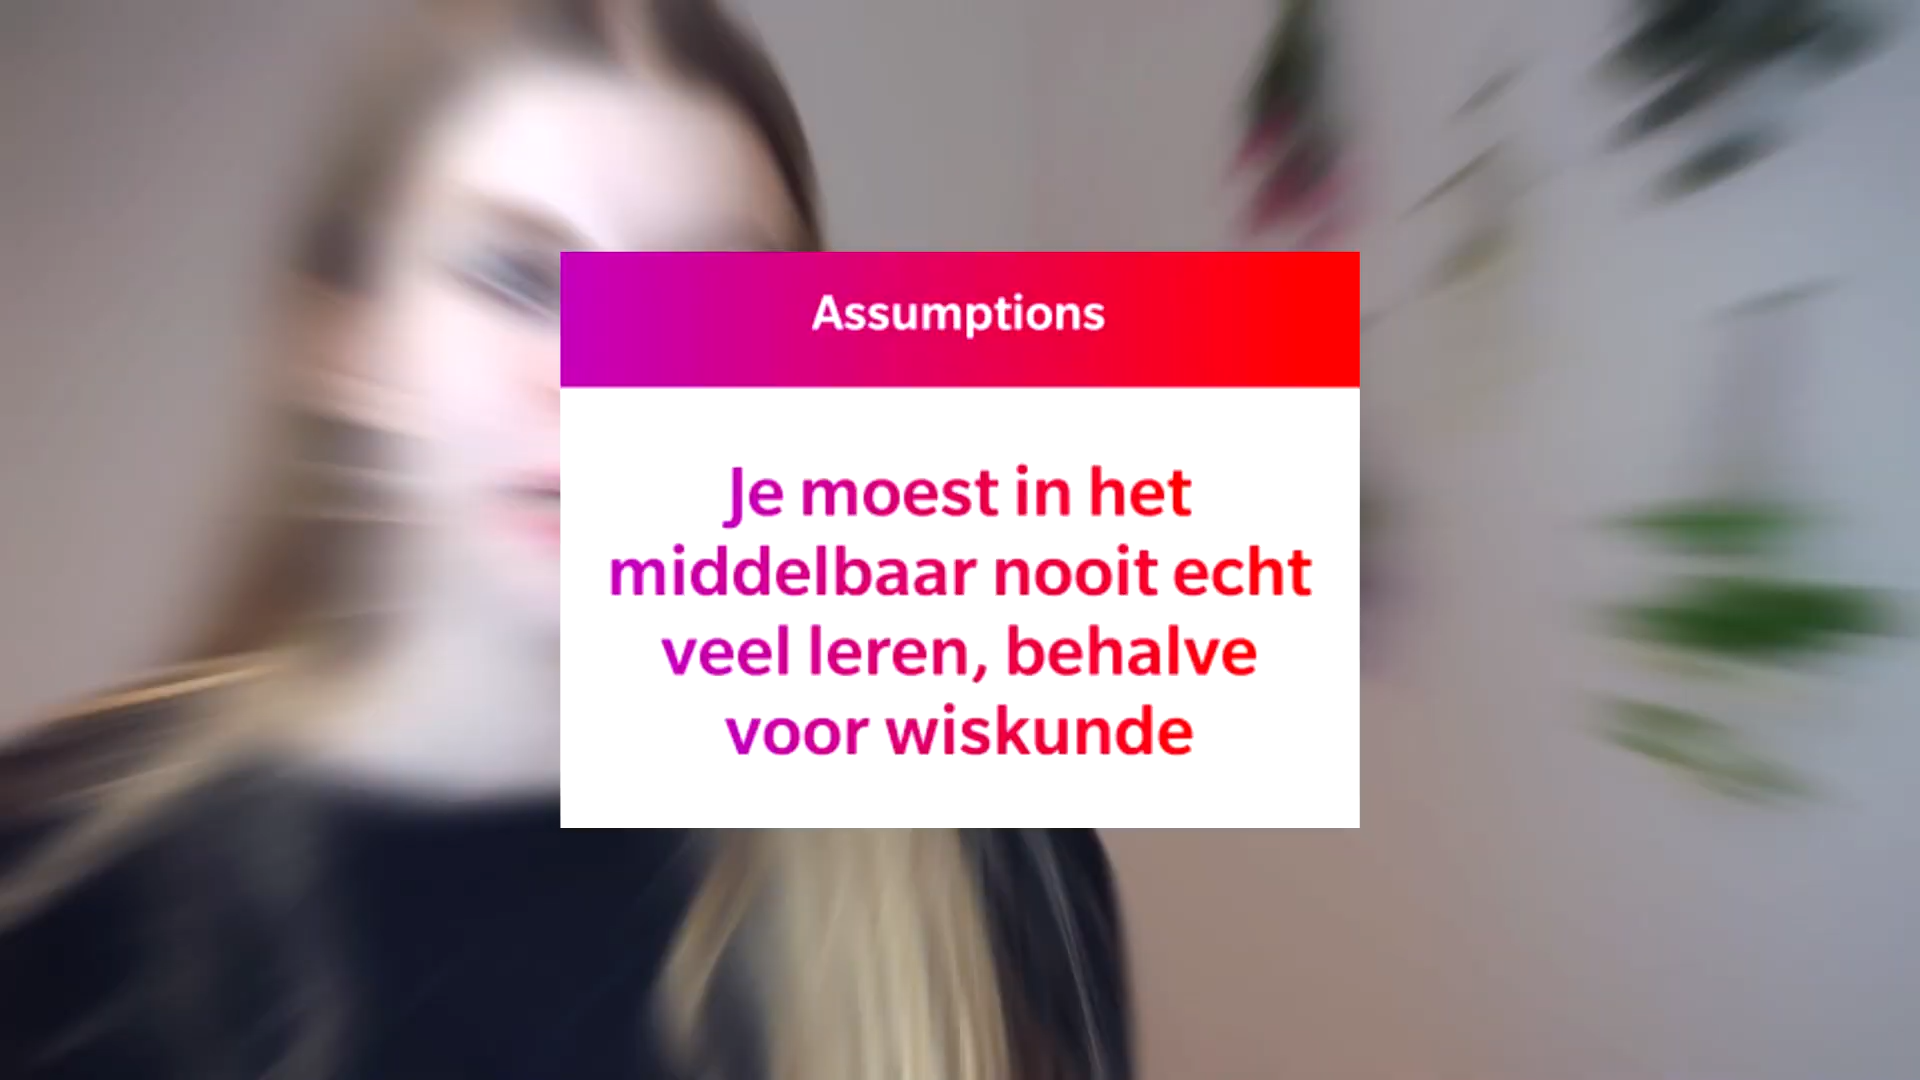 Assumptions
Je moest in het
middelbaar nooit echt
veel leren, behalve
voor wiskunde